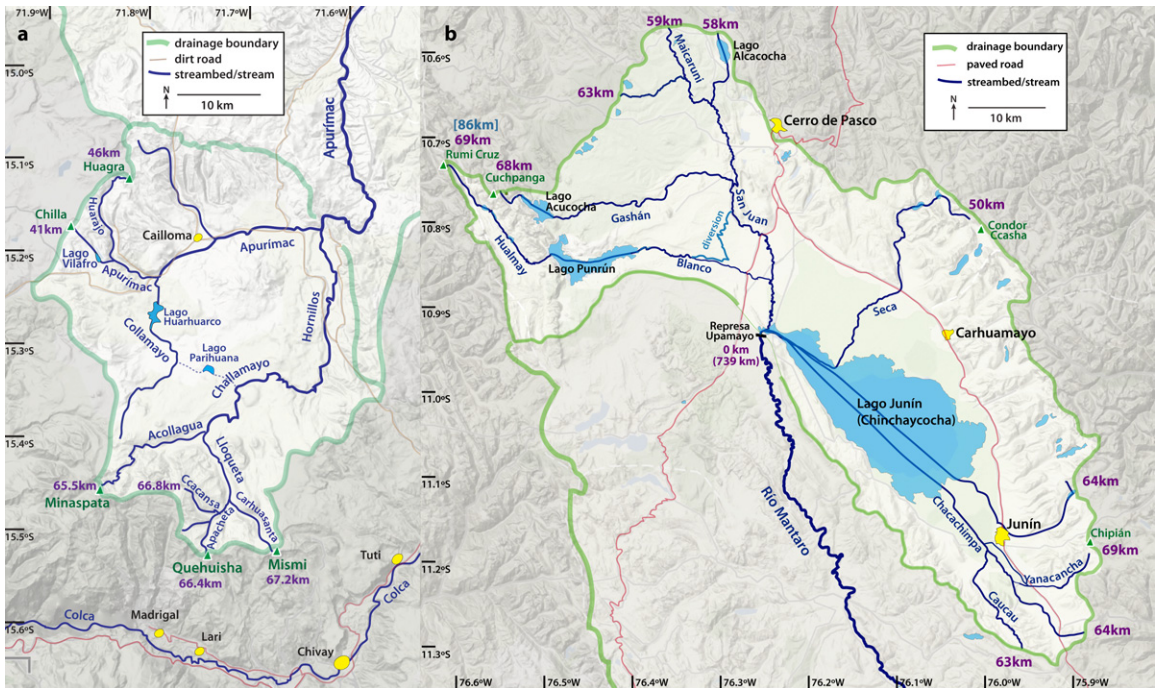 a
71.9°W
71.8°W
71.7°W
71.6°W
drainage boundary
dirt road
streambed/stream
N
10 km
15.0°S
15.1°S
15.2°S
15.3°S
15.4°S
15.5°S
15.6°S
46km
Huagra
Huarajo
Chilla
41km
Lago
Vilafro
Apurímac
Cailloma
Apurímac
Apurímac
Lago
Huarhuarco
Collamayo
Lago
Parihuana
Challamayo
Hornillos
Acollagua
Lloqueta
65.5km
Minaspata
66.8km
Ccacansa
Apacheta
Carhuasanta
Quehuisha
66.4km
Mismi
67.2km
Tuti
Colca
Colca
Madrigal
Lari
Chivay
b
59km
58km
Maicaruni
Lago
Alcacocha
drainage boundary
paved road
streambed/stream
N
10 km
10.6°S
10.7°S
10.8°S
10.9°S
11.0°S
11.1°S
11.2°S
11.3°S
63km
Cerro de Pasco
[86km]
69km
Rumi Cruz
68km
Cuchpanga
Lago
Acucocha
Gashán
San Juan
diversion
Hualmay
Lago Punrún
Blanco
50km
Condor
Ccasha
Seca
Carhuamayo
Represa
Upamayo
0 km
(739 km)
Lago Junín
(Chinchaycocha)
Río Mantaro
Chacachimpa
64km
Junín
Chipián
69km
Yanacancha
Caucau
64km
63km
76.6°W
76.5°W
76.4°W
76.3°W
76.2°W
76.1°W
76.0°W
75.9°W